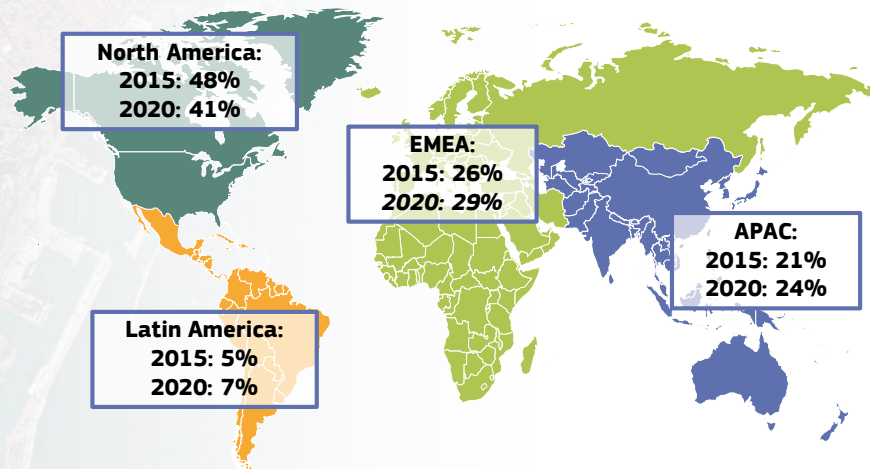 North America:
2015: 48%
2020: 41%
EMEA:
2015: 26%
2020: 29%
APAC:
2015: 21%
2020: 24%
Latin America:
2015: 5%
2020: 7%